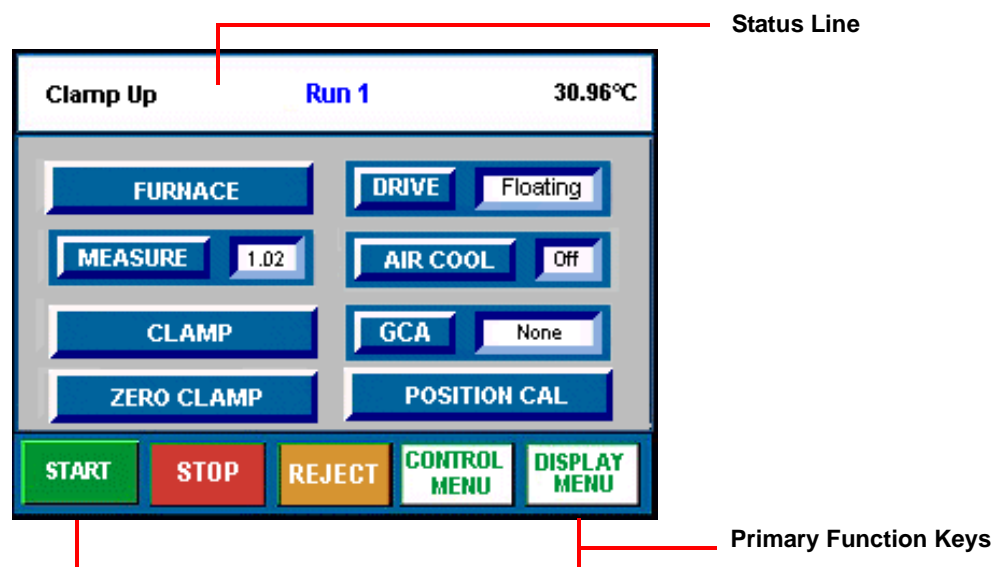 Status Line
Clamp Up Run 1 30.96°C
FURNACE DRIVE Floating
MEASURE 1.02 AIR COOL Off
CLAMP GCA None
ZERO CLAMP POSITION CAL
START STOP REJECT CONTROL MENU DISPLAY MENU
Primary Function Keys